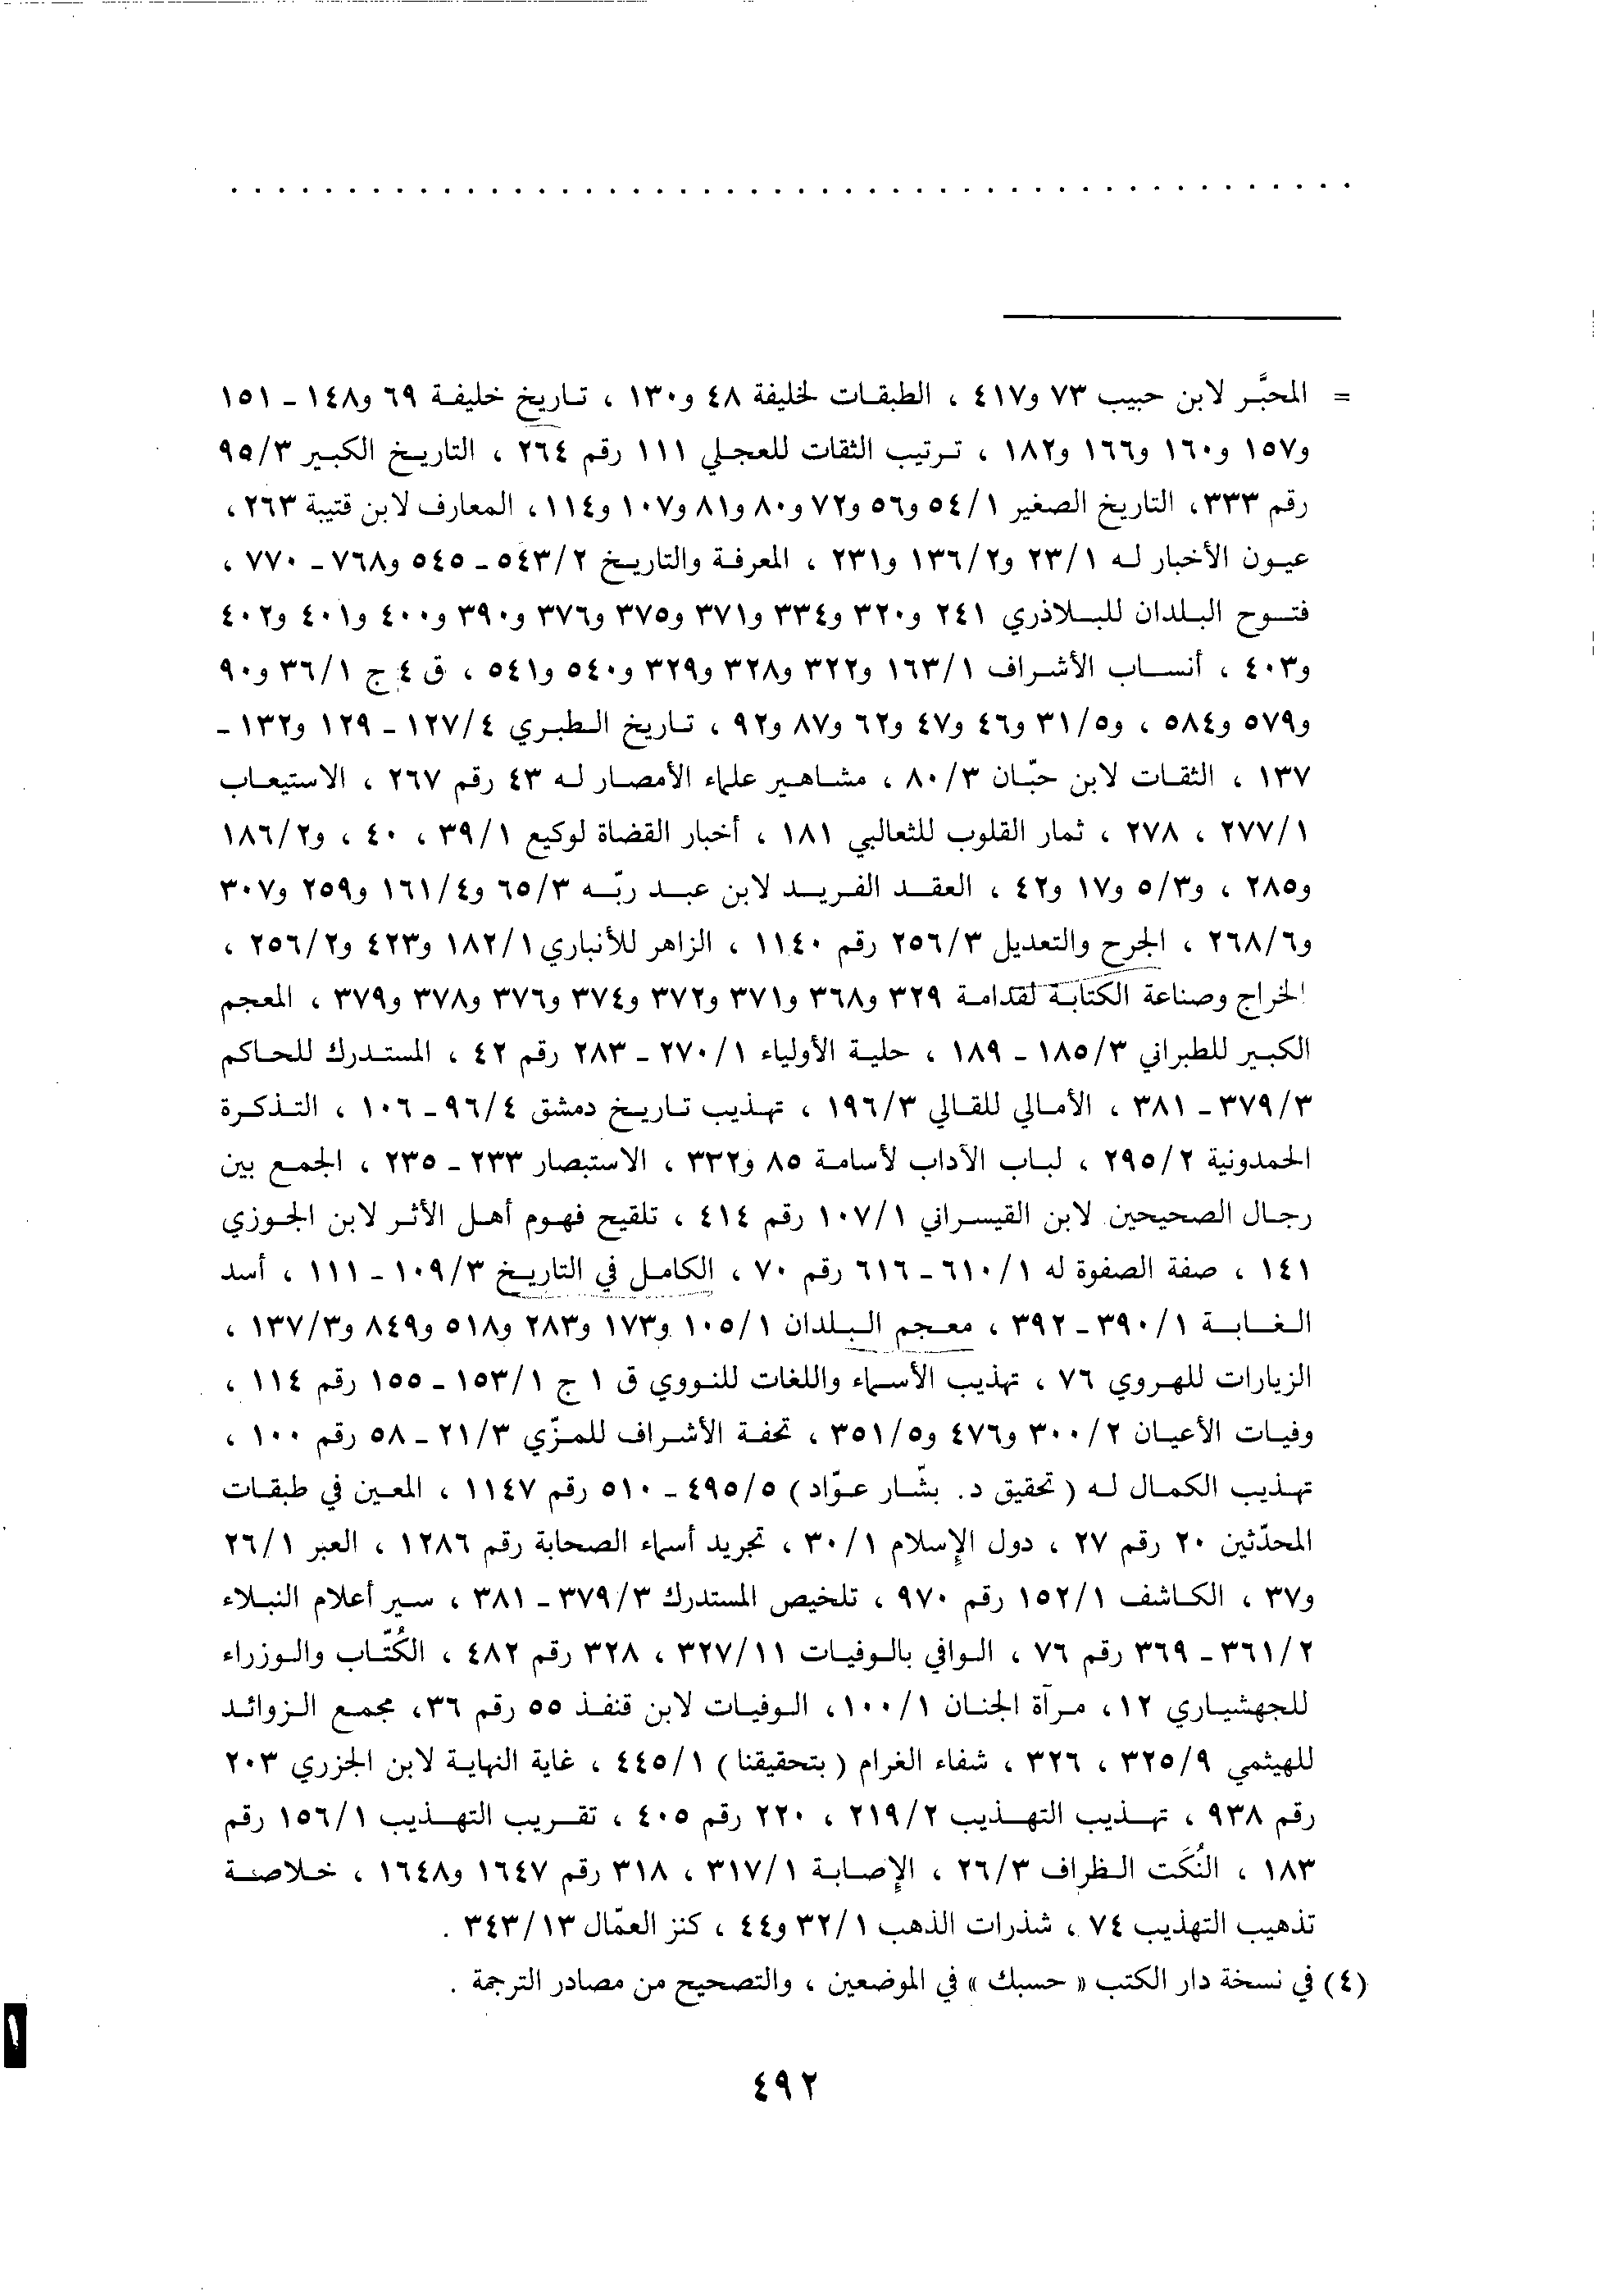 . . . . . . . . . . . . . . . . . . . . . . . . . . . . . . . . . . . . . . . . . . . . . . . .
= المحبَّر لابن حبيب ٧٣ و٤١٧ ، الطبقات لخليفة ٤٨ و١٣٠ ، تاريخ خليفة ٦٩ و١٤٨ - ١٥١
و١٥٧ و١٦٠ و١٦٦ و١٨٢ ، ترتيب الثقات للعجلي ١١١ رقم ٢٦٤ ، التاريخ الكبير ٩٥/٣
رقم ٣٣٣، التاريخ الصغير ٥٤/١ و٥٦ و٧٢ و٨٠ و٨١ و١٠٧ و١١٤، المعارف لابن قتيبة ٢٦٣،
عيون الأخبار له ٢٣/١ و١٣٦/٢ و٢٣١ ، المعرفة والتاريخ ٥٤٣/٢ - ٥٤٥ و٧٦٨ - ٧٧٠ ،
فتوح البلدان للبلاذري ٢٤١ و٣٢٠ و٣٣٤ و٣٧١ و٣٧٥ و٣٧٦ و٣٩٠ و٤٠٠ و٤٠١ و٤٠٢
و٤٠٣ ، أنساب الأشراف ١٦٣/١ و٣٢٢ و٣٢٨ و٣٢٩ و٥٤٠ و٥٤١ ، ق ٤ ج ٣٦/١ و٩٠
و٥٧٩ و٥٨٤ ، و٣١/٥ و٤٦ و٤٧ و٦٢ و٨٧ و٩٢ ، تاريخ الطبري ١٢٧/٤ - ١٢٩ و١٣٢ -
١٣٧ ، الثقات لابن حبّان ٨٠/٣ ، مشاهير علماء الأمصار له ٤٣ رقم ٢٦٧ ، الاستيعاب
٢٧٧/١ ، ٢٧٨ ، ثمار القلوب للثعالبي ١٨١ ، أخبار القضاة لوكيع ٣٩/١ ، ٤٠ ، و١٨٦/٢
و٢٨٥ ، و٥/٣ و١٧ و٤٢ ، العقد الفريد لابن عبد ربّه ٦٥/٣ و١٦١/٤ و٢٥٩ و٣٠٧
و٢٦٨/٦ ، الجرح والتعديل ٢٥٦/٣ رقم ١١٤٠ ، الزاهر للأنباري ١٨٢/١ و٤٢٣ و٢٥٦/٢ ،
الخراج وصناعة الكتابة لقدامة ٣٢٩ و٣٦٨ و٣٧١ و٣٧٢ و٣٧٤ و٣٧٦ و٣٧٨ و٣٧٩ ، المعجم
الكبير للطبراني ١٨٥/٣ - ١٨٩ ، حلية الأولياء ٢٧٠/١ - ٢٨٣ رقم ٤٢ ، المستدرك للحاكم
٣٧٩/٣ - ٣٨١ ، الأمالي للقالي ١٩٦/٣ ، تهذيب تاريخ دمشق ٩٦/٤ - ١٠٦ ، التذكرة
الحمدونية ٢٩٥/٢ ، لباب الآداب لأسامة ٨٥ و٣٣٢ ، الاستبصار ٢٣٣ - ٢٣٥ ، الجمع بين
رجال الصحيحين لابن القيسراني ١٠٧/١ رقم ٤١٤ ، تلقيح فهوم أهل الأثر لابن الجوزي
١٤١ ، صفة الصفوة له ٦١٠/١ - ٦١٦ رقم ٧٠ ، الكامل في التاريخ ١٠٩/٣ - ١١١ ، أسد
الغابة ٣٩٠/١ - ٣٩٢ ، معجم البلدان ١٠٥/١ و١٧٣ و٢٨٣ و٥١٨ و٨٤٩ و١٣٧/٣ ،
الزيارات للهروي ٧٦ ، تهذيب الأسماء واللغات للنووي ق ١ ج ١٥٣/١ - ١٥٥ رقم ١١٤ ،
وفيات الأعيان ٣٠٠/٢ و٤٧٦ و٣٥١/٥ ، تحفة الأشراف للمزّي ٢١/٣ - ٥٨ رقم ١٠٠ ،
تهذيب الكمال له ( تحقيق د. بشّار عوّاد ) ٤٩٥/٥ - ٥١٠ رقم ١١٤٧ ، المعين في طبقات
المحدّثين ٢٠ رقم ٢٧ ، دول الإسلام ٣٠/١ ، تجريد أسماء الصحابة رقم ١٢٨٦ ، العبر ٢٦/١
و٣٧ ، الكاشف ١٥٢/١ رقم ٩٧٠ ، تلخيص المستدرك ٣٧٩/٣ - ٣٨١ ، سير أعلام النبلاء
٣٦١/٢ - ٣٦٩ رقم ٧٦ ، الوافي بالوفيات ٣٢٧/١١ ، ٣٢٨ رقم ٤٨٢ ، الكُتّاب والوزراء
للجهشياري ١٢، مرآة الجنان ١٠٠/١، الوفيات لابن قنفذ ٥٥ رقم ٣٦، مجمع الزوائد
للهيثمي ٣٢٥/٩ ، ٣٢٦ ، شفاء الغرام ( بتحقيقنا ) ٤٤٥/١ ، غاية النهاية لابن الجزري ٢٠٣
رقم ٩٣٨ ، تهذيب التهذيب ٢١٩/٢ ، ٢٢٠ رقم ٤٠٥ ، تقريب التهذيب ١٥٦/١ رقم
١٨٣ ، النُكَت الظراف ٢٦/٣ ، الإصابة ٣١٧/١ ، ٣١٨ رقم ١٦٤٧ و١٦٤٨ ، خلاصة
تذهيب التهذيب ٧٤ ، شذرات الذهب ٣٢/١ و٤٤ ، كنز العمّال ٣٤٣/١٣ .
(٤) في نسخة دار الكتب « حسبك » في الموضعين ، والتصحيح من مصادر الترجمة .
٤٩٢